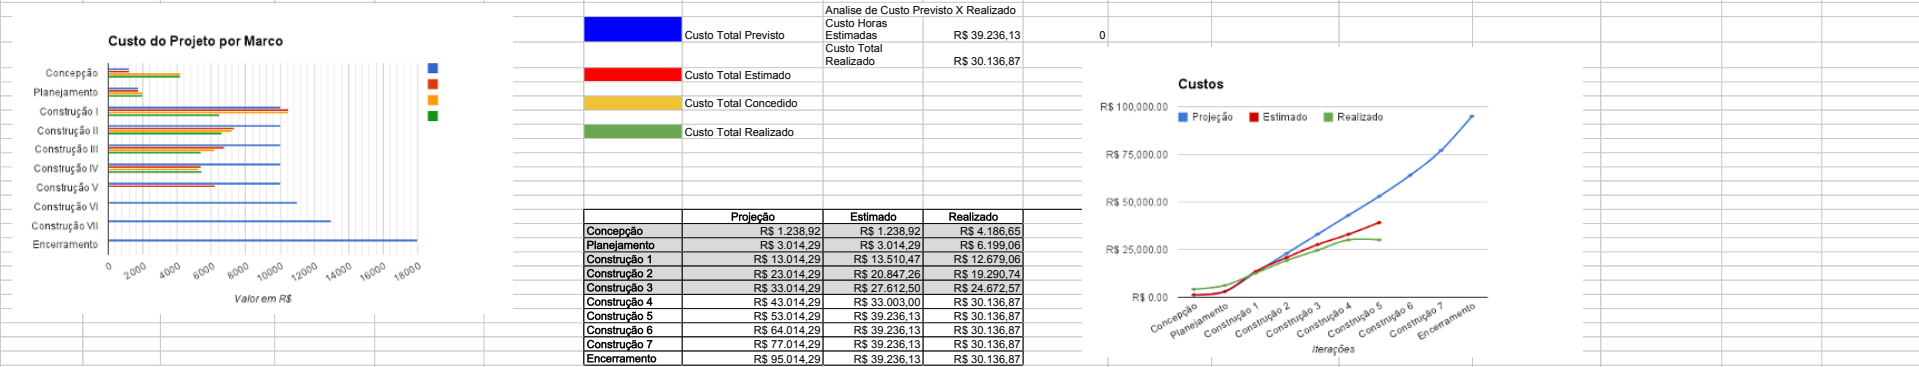 Custo do Projeto por Marco
Concepção
Planejamento
Construção I
Construção II
Construção III
Construção IV
Construção V
Construção VI
Construção VII
Encerramento
0 2000 4000 6000 8000 10000 12000 14000 16000 18000
Valor em R$
Custo Total Previsto
Custo Total Estimado
Custo Total Concedido
Custo Total Realizado
Analise de Custo Previsto X Realizado
Custo Horas
Estimadas R$ 39.236,13 0
Custo Total
Realizado R$ 30.136,87
Projeção Estimado Realizado
Concepção R$ 1.238,92 R$ 1.238,92 R$ 4.186,65
Planejamento R$ 3.014,29 R$ 3.014,29 R$ 6.199,06
Construção 1 R$ 13.014,29 R$ 13.510,47 R$ 12.679,06
Construção 2 R$ 23.014,29 R$ 20.847,26 R$ 19.290,74
Construção 3 R$ 33.014,29 R$ 27.612,50 R$ 24.672,57
Construção 4 R$ 43.014,29 R$ 33.003,00 R$ 30.136,87
Construção 5 R$ 53.014,29 R$ 39.236,13 R$ 30.136,87
Construção 6 R$ 64.014,29 R$ 39.236,13 R$ 30.136,87
Construção 7 R$ 77.014,29 R$ 39.236,13 R$ 30.136,87
Encerramento R$ 95.014,29 R$ 39.236,13 R$ 30.136,87
Custos
R$ 100,000.00
Projeção Estimado Realizado
R$ 75,000.00
R$ 50,000.00
R$ 25,000.00
R$ 0.00
Concepção
Planejamento
Construção 1
Construção 2
Construção 3
Construção 4
Construção 5
Construção 6
Construção 7
Encerramento
Iterações